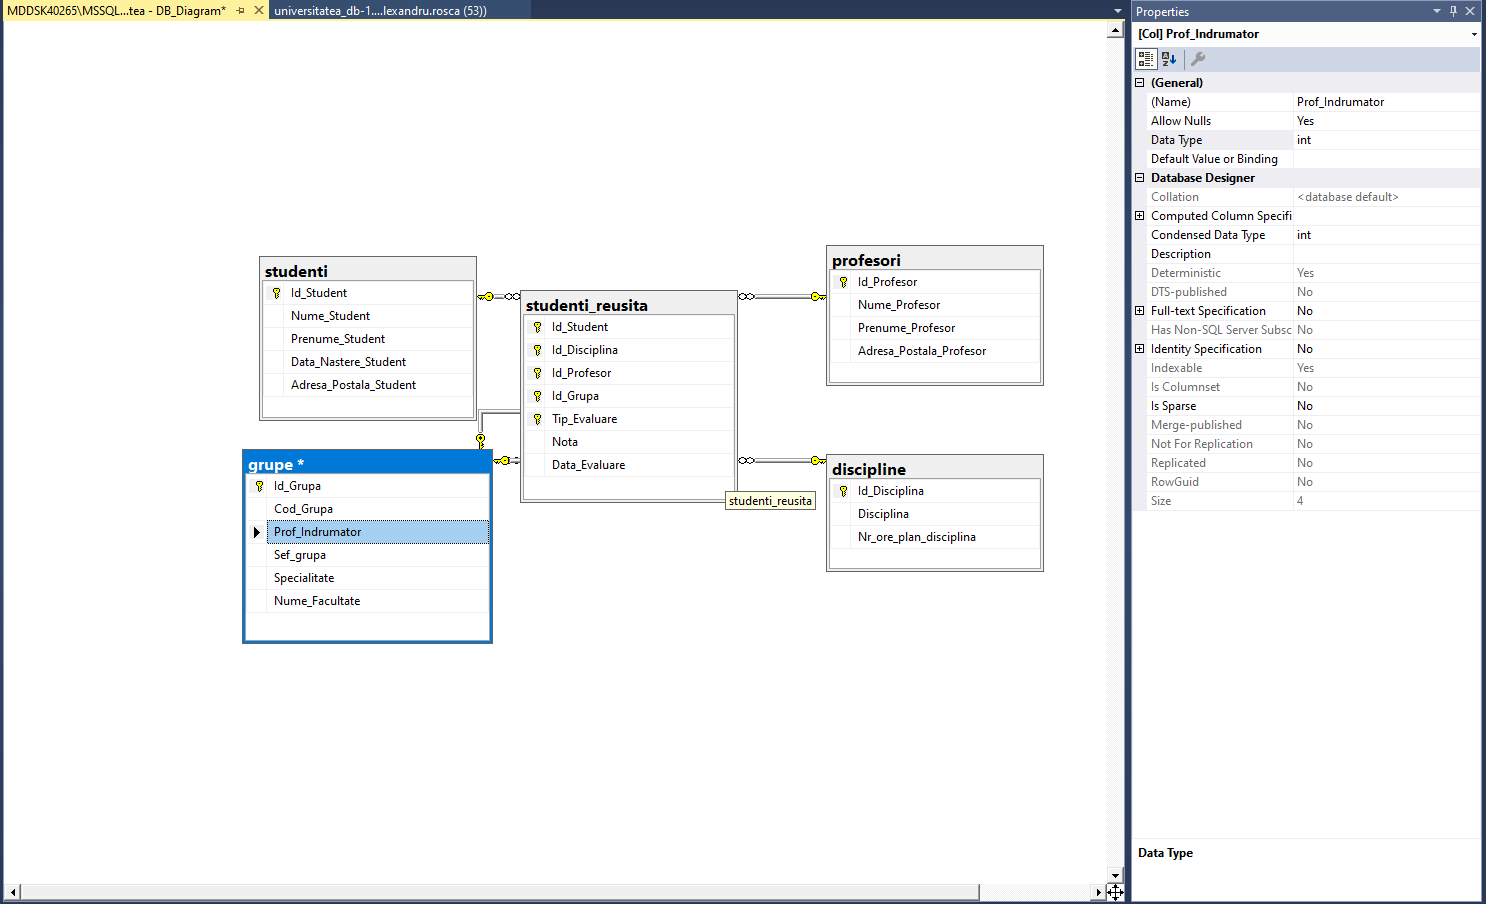 MDDSK40265\MSSQL...tea - DB_Diagram*
universitatea_db-1....lexandru.rosca (53))
studenti
Id_Student
Nume_Student
Prenume_Student
Data_Nastere_Student
Adresa_Postala_Student
studenti_reusita
Id_Student
Id_Disciplina
Id_Profesor
Id_Grupa
Tip_Evaluare
Nota
Data_Evaluare
studenti_reusita
profesori
Id_Profesor
Nume_Profesor
Prenume_Profesor
Adresa_Postala_Profesor
grupe *
Id_Grupa
Cod_Grupa
Prof_Indrumator
Sef_grupa
Specialitate
Nume_Facultate
discipline
Id_Disciplina
Disciplina
Nr_ore_plan_disciplina
Properties
[Col] Prof_Indrumator
(General)
(Name) Prof_Indrumator
Allow Nulls Yes
Data Type int
Default Value or Binding
Database Designer
Collation <database default>
Computed Column Specifi
Condensed Data Type int
Description
Deterministic Yes
DTS-published No
Full-text Specification No
Has Non-SQL Server Subsc No
Identity Specification No
Indexable Yes
Is Columnset No
Is Sparse No
Merge-published No
Not For Replication No
Replicated No
RowGuid No
Size 4
Data Type